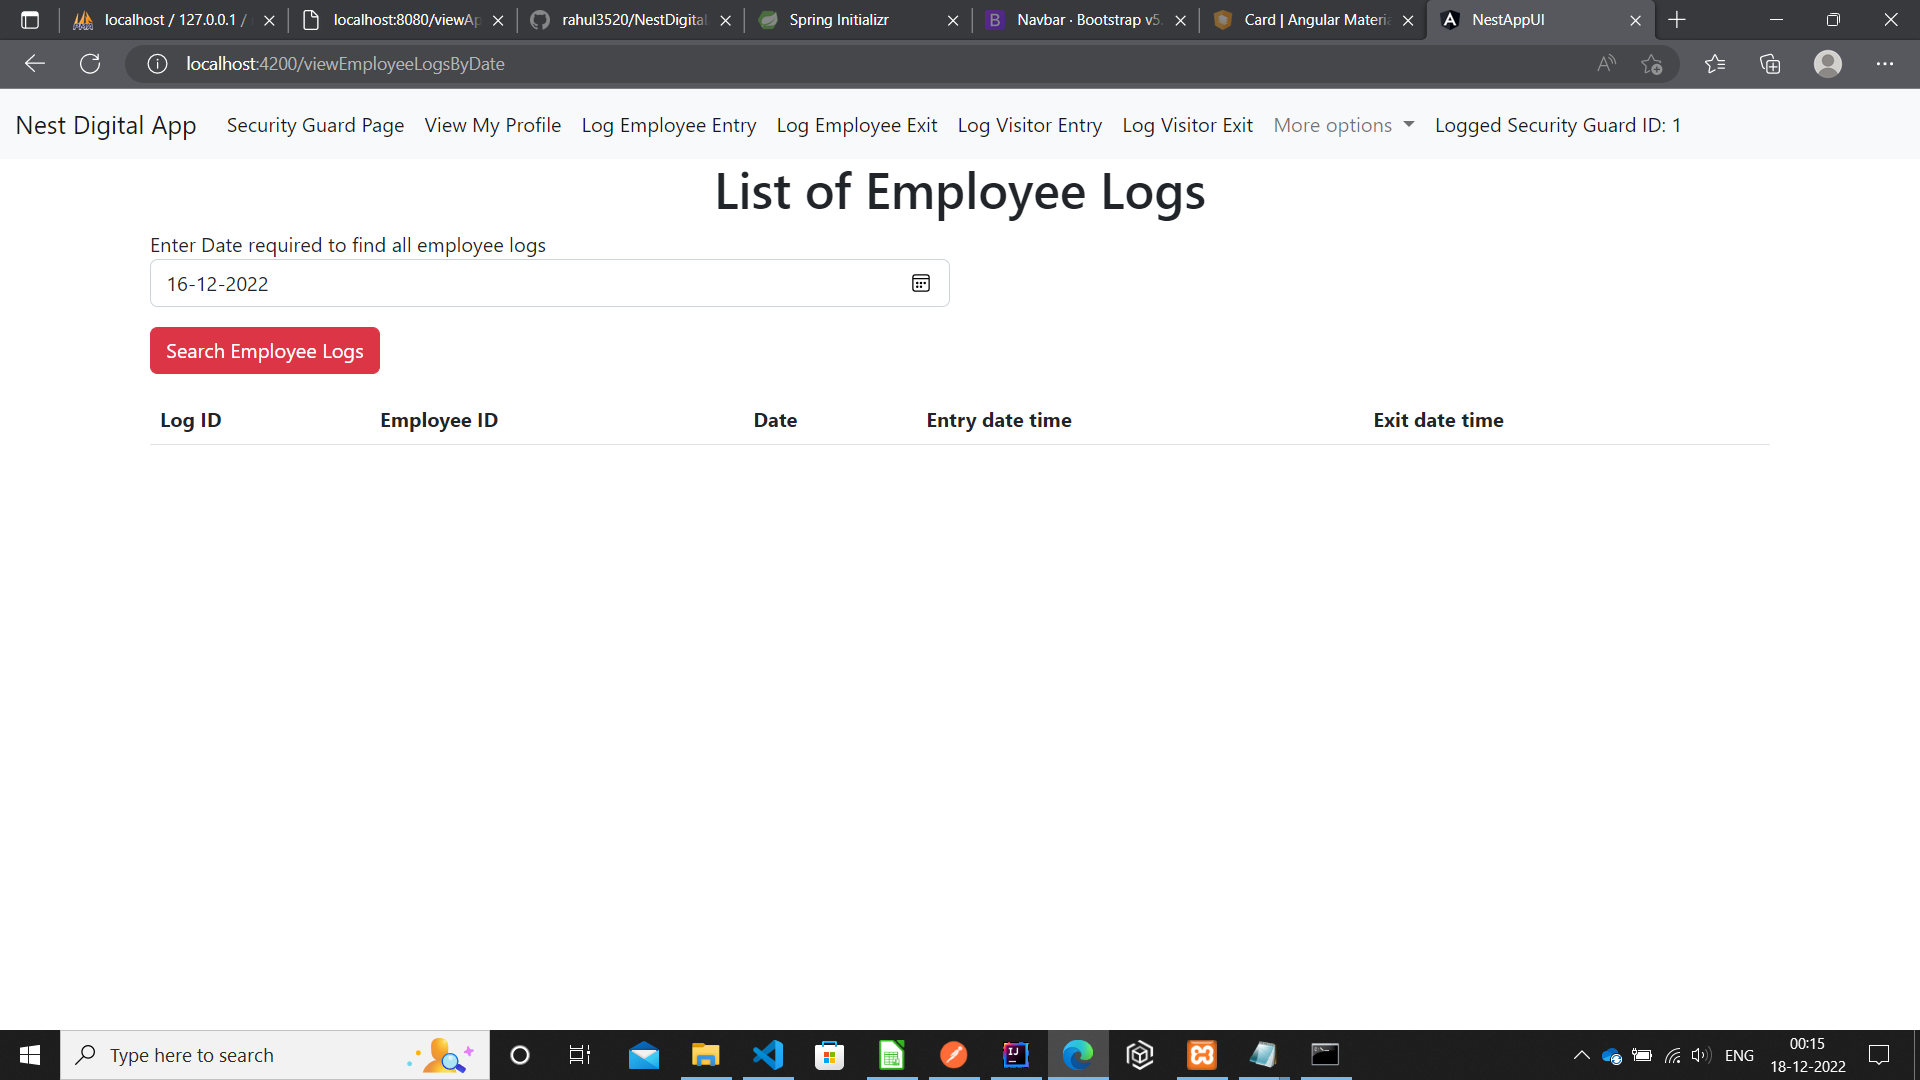 localhost / 127.0.0.1 /
localhost:8080/viewAp
rahul3520/NestDigital
Spring Initializr
B
Navbar · Bootstrap v5.
Card | Angular Materia
A
NestAppUI
localhost:4200/viewEmployeeLogsByDate
Nest Digital App Security Guard Page View My Profile Log Employee Entry Log Employee Exit Log Visitor Entry Log Visitor Exit More options Logged Security Guard ID: 1
List of Employee Logs
Enter Date required to find all employee logs
16-12-2022
Search Employee Logs
Log ID Employee ID Date Entry date time Exit date time
Type here to search
IJ
ENG
00:15
18-12-2022